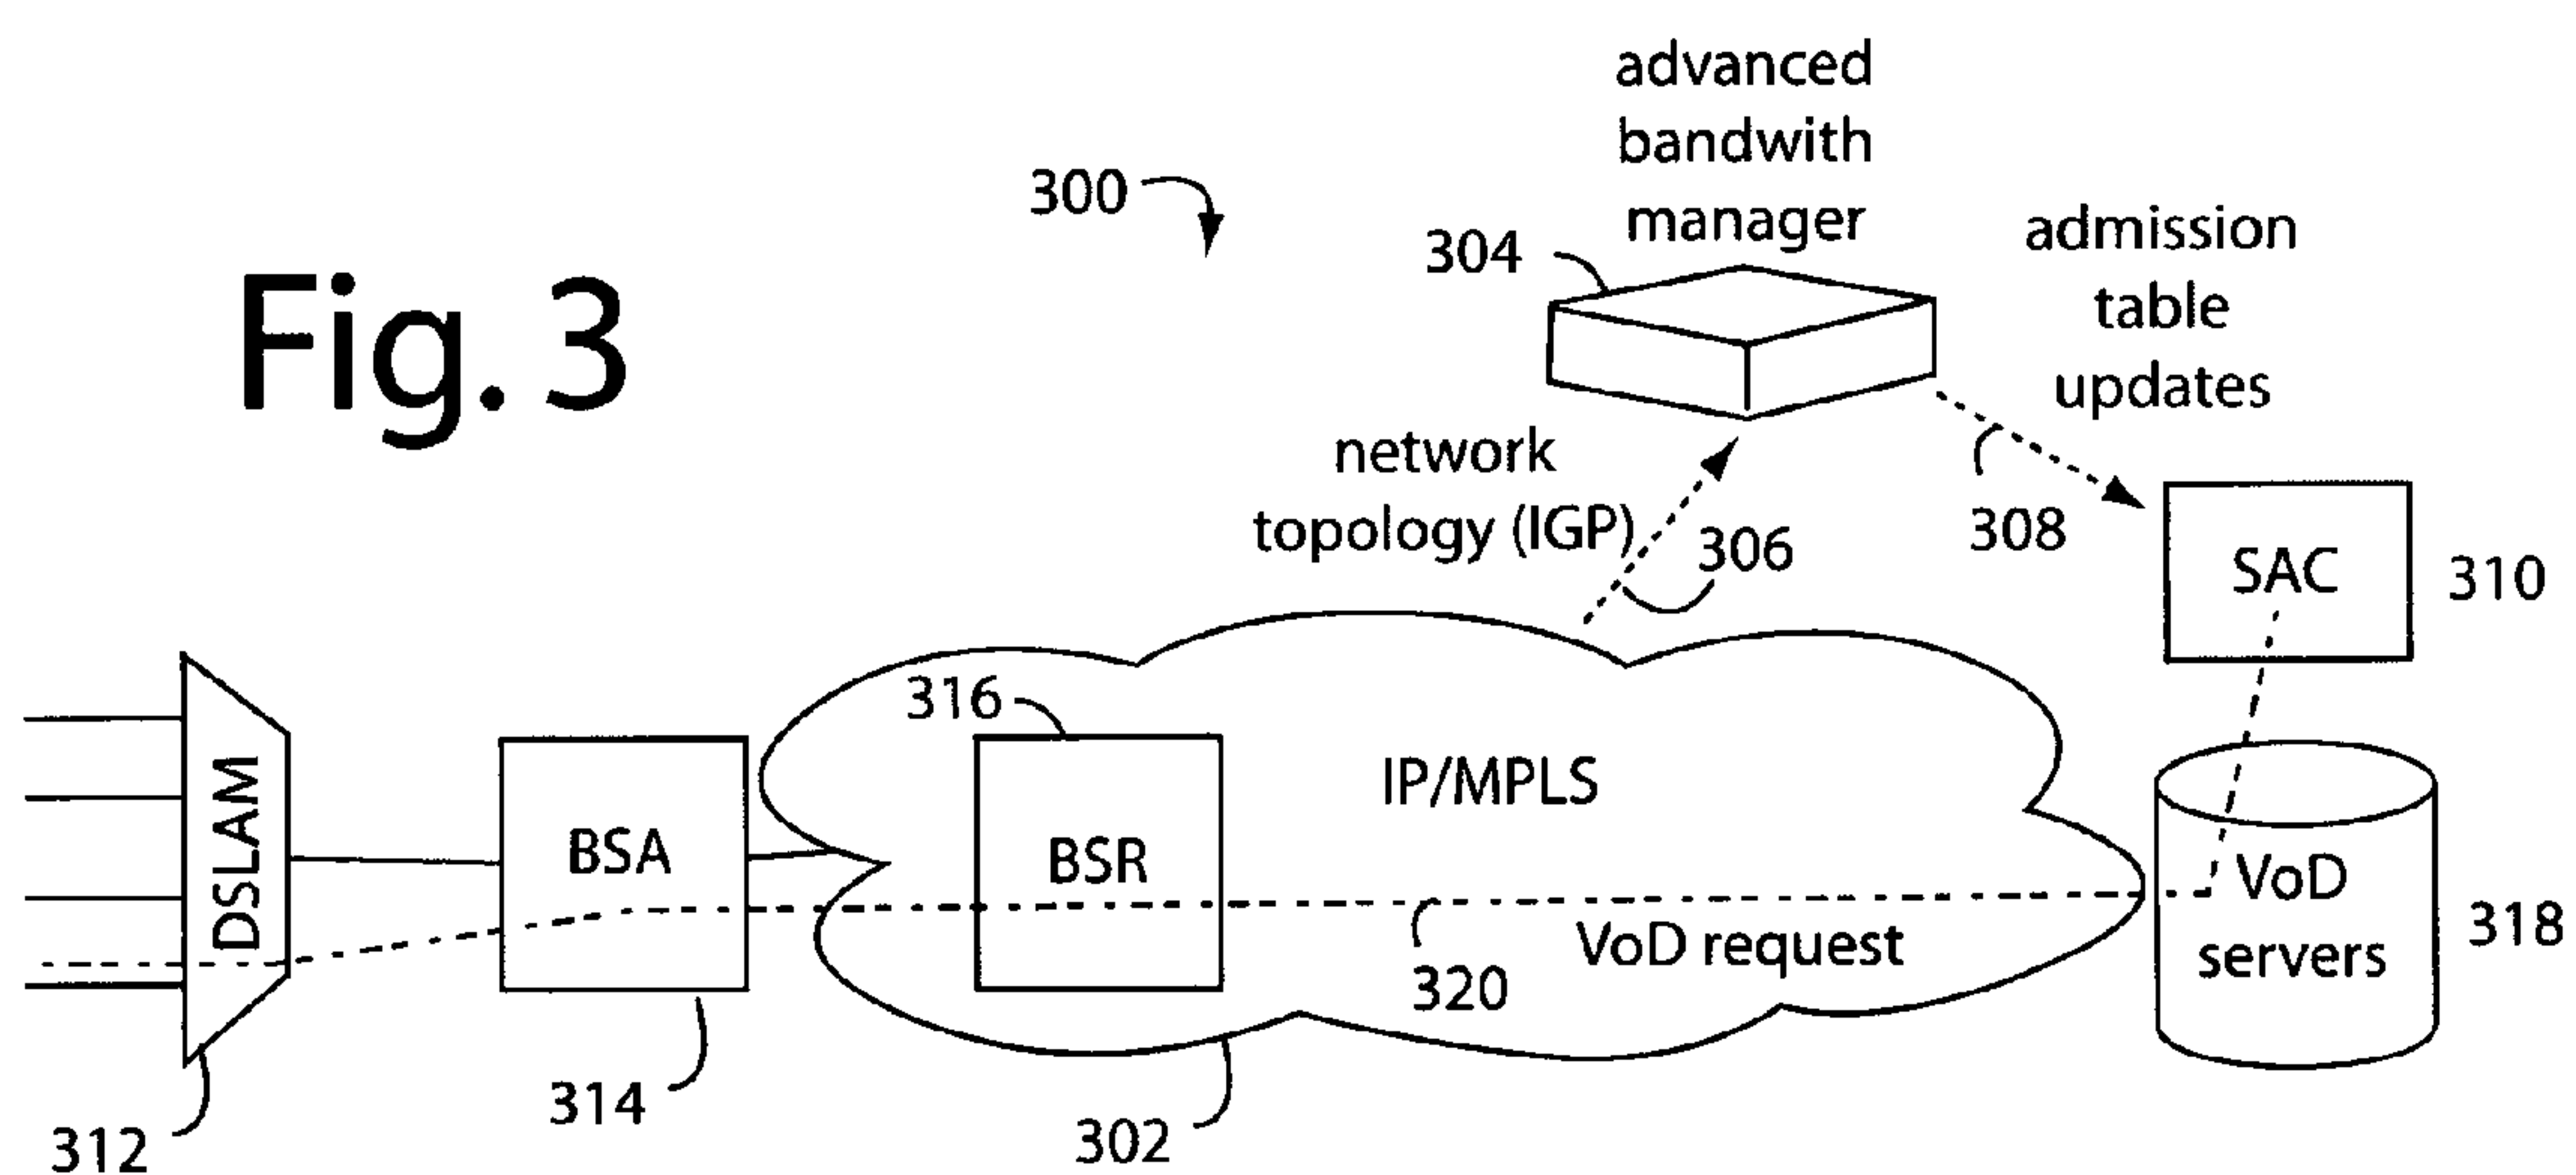 Fig. 3
300
advanced
bandwith
manager
304
admission
table
updates
network
topology (IGP)
306
308
SAC
310
316
IP/MPLS
DSLAM
BSA
BSR
VoD
servers
318
VoD request
320
314
302
312